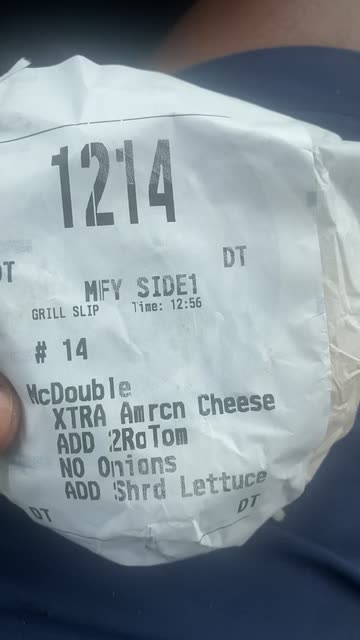 1214
DT DT
MFY SIDE1
GRILL SLIP Time: 12:56
# 14
McDouble
XTRA Amrcn Cheese
ADD 2RoTom
NO Onions
ADD Shrd Lettuce
DT DT